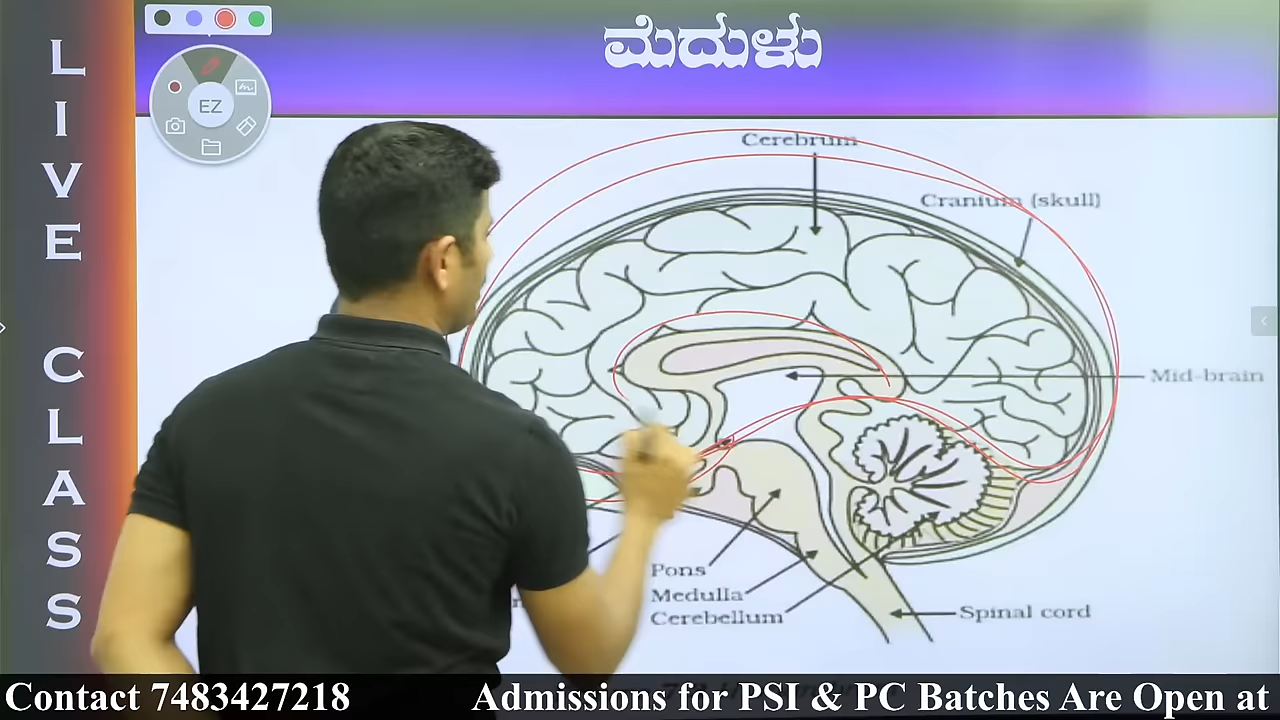 LIVE CLASS
EZ
ಮೆದುಳು
Cerebrum
Cranium (skull)
Mid-brain
Pons
Medulla
Cerebellum
Spinal cord
Contact 7483427218
Admissions for PSI & PC Batches Are Open at